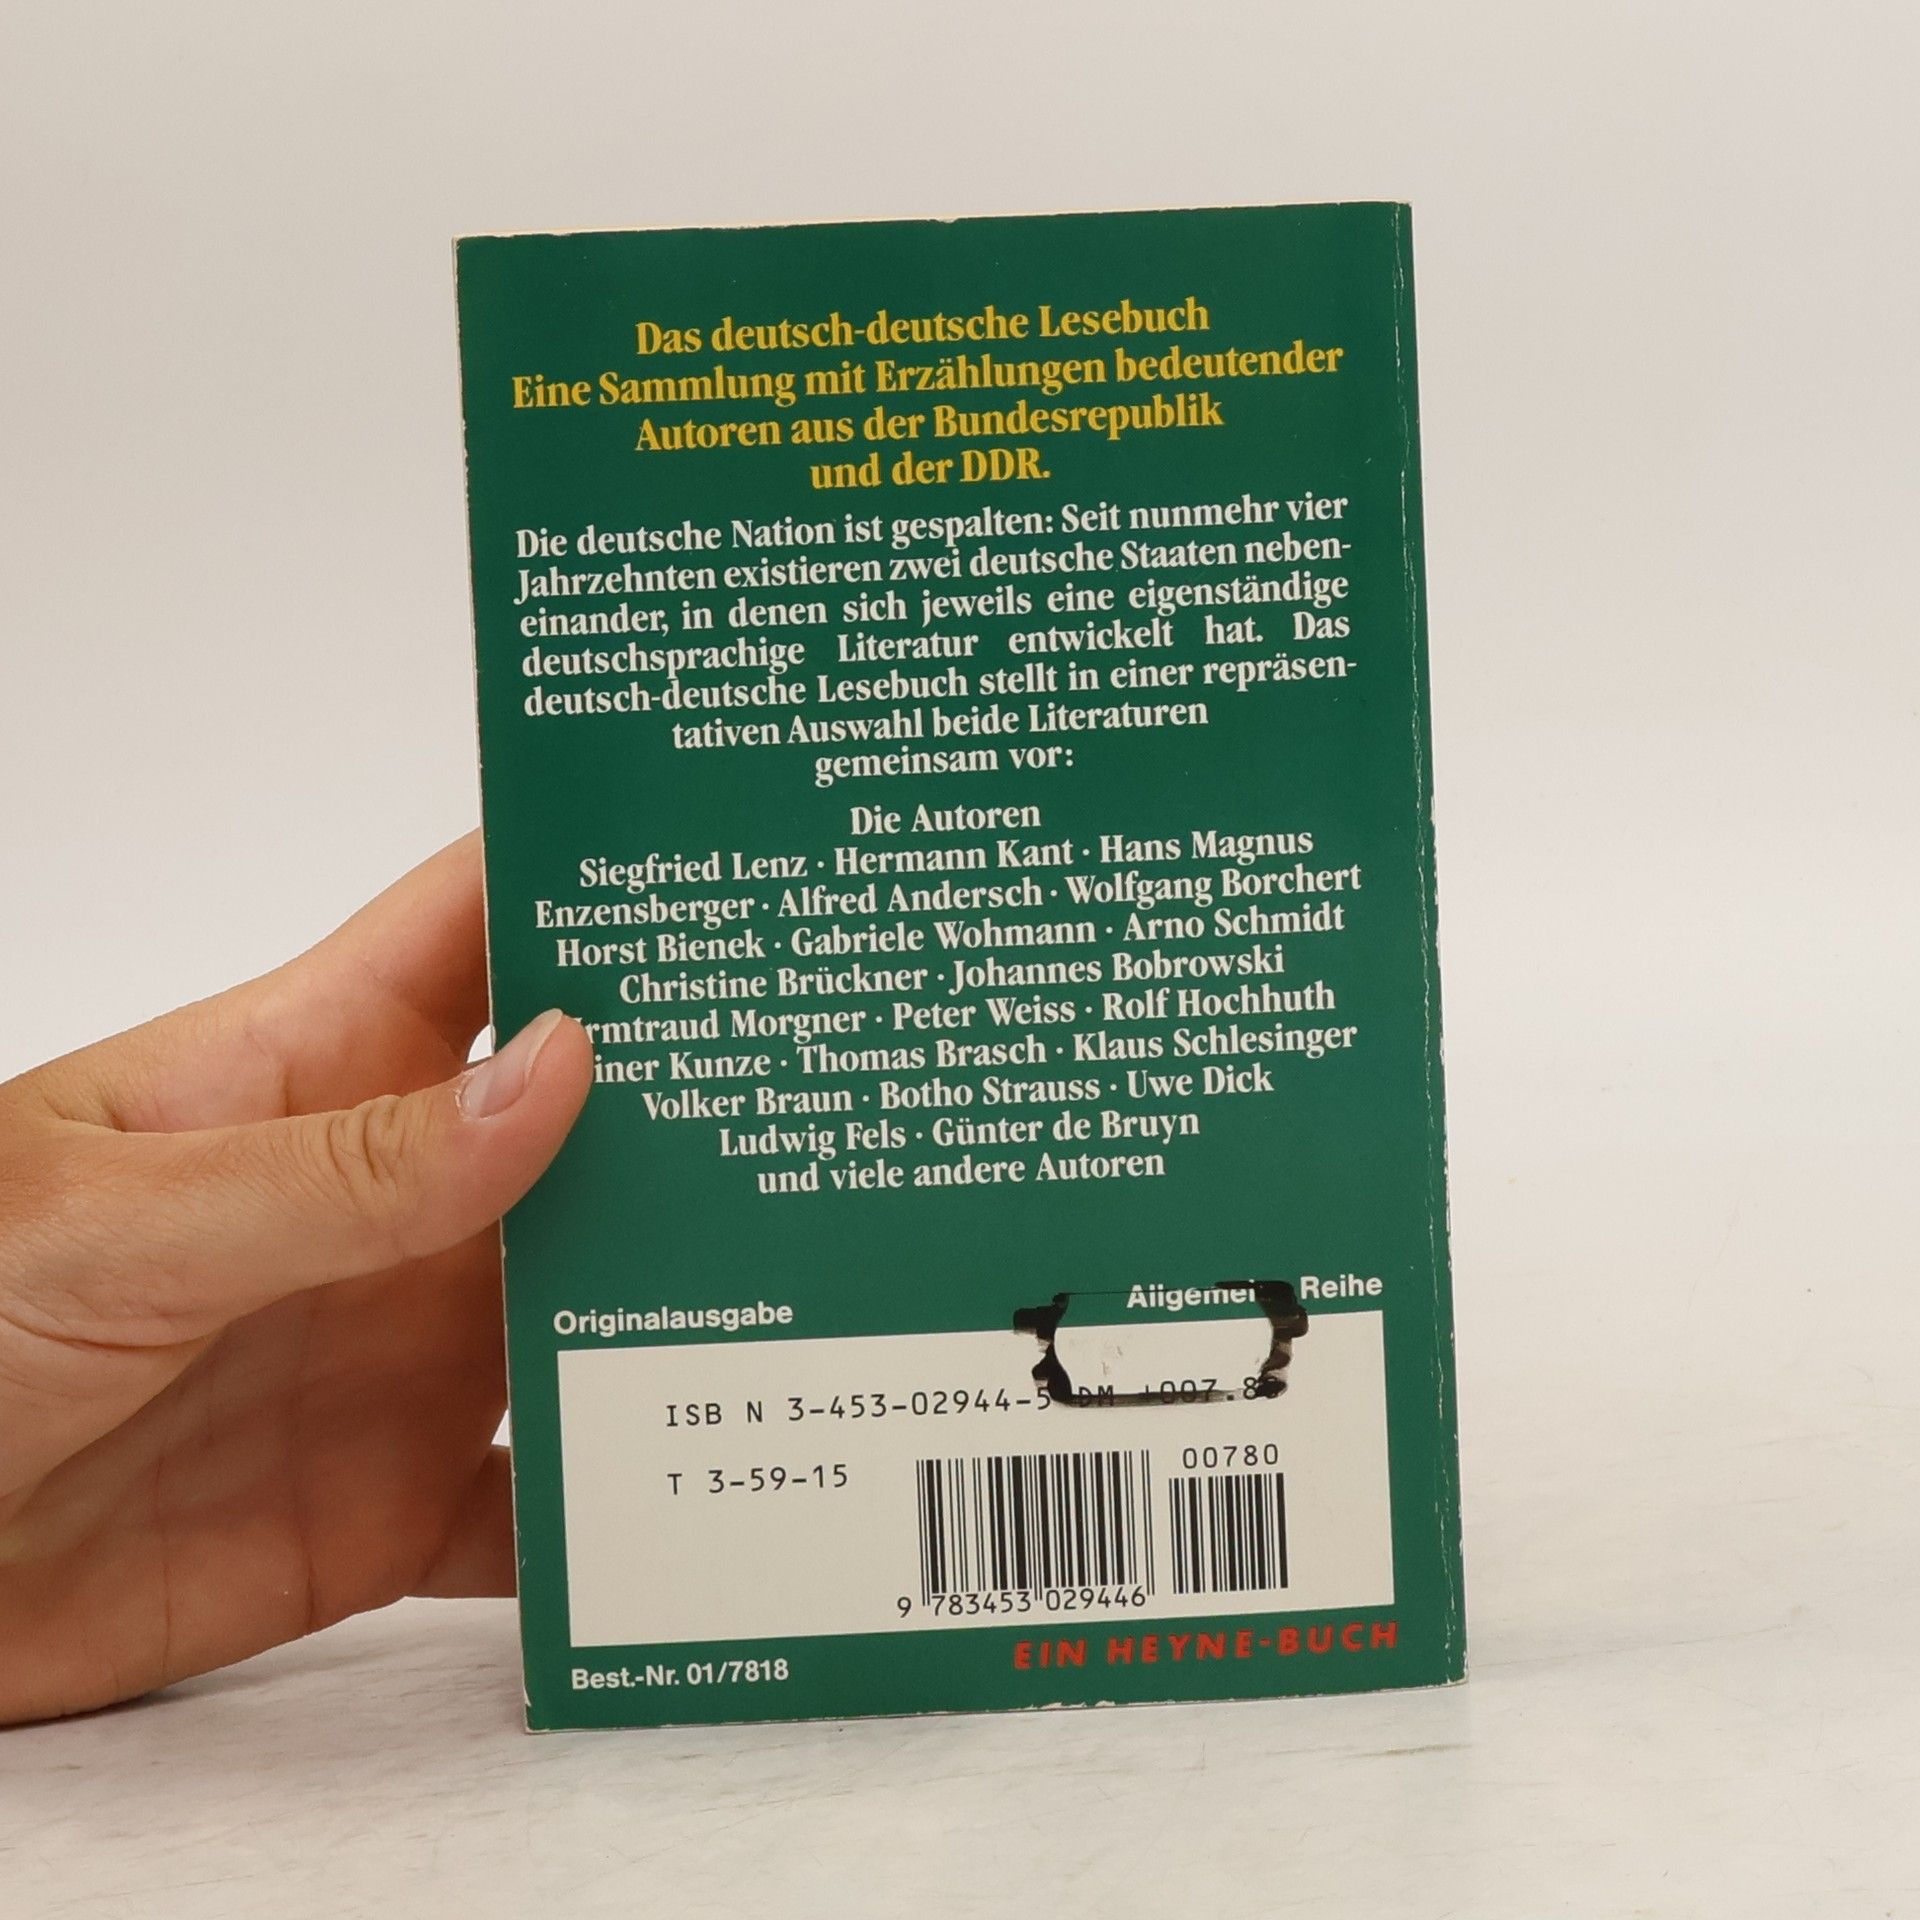 Das deutsch-deutsche Lesebuch
Eine Sammlung mit Erzählungen bedeutender
Autoren aus der Bundesrepublik
und der DDR.
Die deutsche Nation ist gespalten: Seit nunmehr vier
Jahrzehnten existieren zwei deutsche Staaten neben-
einander, in denen sich jeweils eine eigenständige
deutschsprachige Literatur entwickelt hat. Das
deutsch-deutsche Lesebuch stellt in einer repräsen-
tativen Auswahl beide Literaturen
gemeinsam vor:
Die Autoren
Siegfried Lenz · Hermann Kant · Hans Magnus
Enzensberger · Alfred Andersch · Wolfgang Borchert
Horst Bienek · Gabriele Wohmann · Arno Schmidt
Christine Brückner · Johannes Bobrowski
Morgner · Peter Weiss · Rolf Hochhuth
Kunze · Thomas Brasch · Klaus Schlesinger
Volker Braun · Botho Strauss · Uwe Dick
Ludwig Fels · Günter de Bruyn
und viele andere Autoren
Originalausgabe
Reihe
ISB N 3-453-02944-5 DM
T 3-59-15
00780
9 783453 029446
EIN HEYNE-BUCH
Best.-Nr. 01/7818